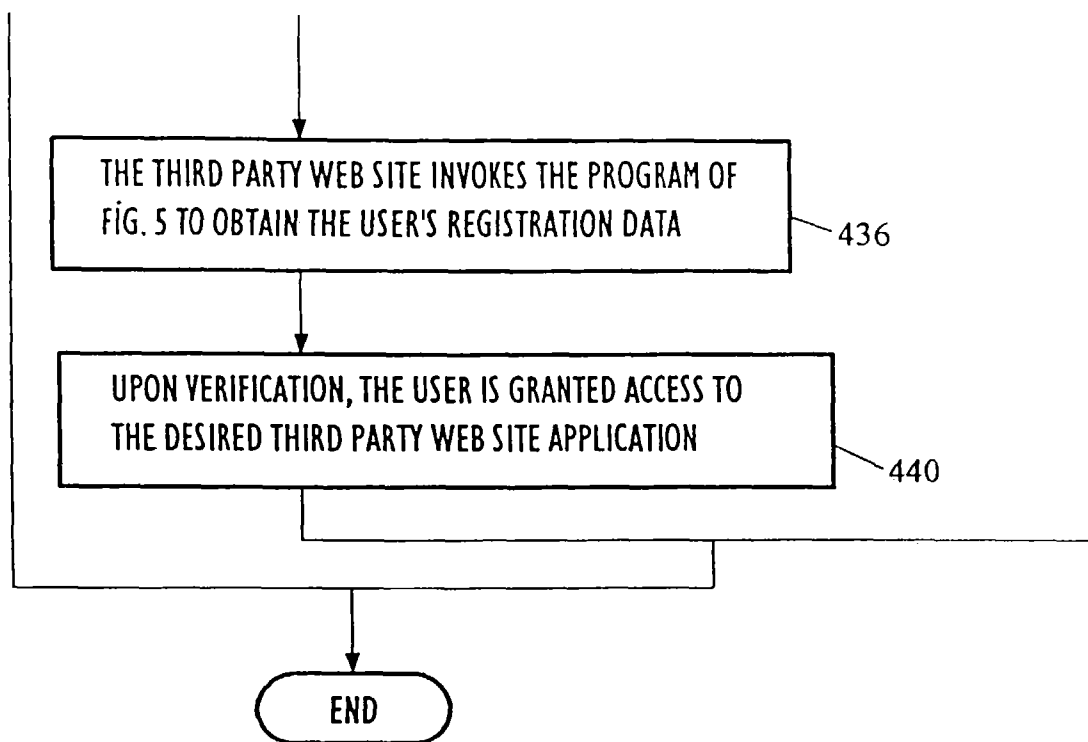 THE THIRD PARTY WEB SITE INVOKES THE PROGRAM OF
FIG. 5 TO OBTAIN THE USER'S REGISTRATION DATA
436
UPON VERIFICATION, THE USER IS GRANTED ACCESS TO
THE DESIRED THIRD PARTY WEB SITE APPLICATION
440
END